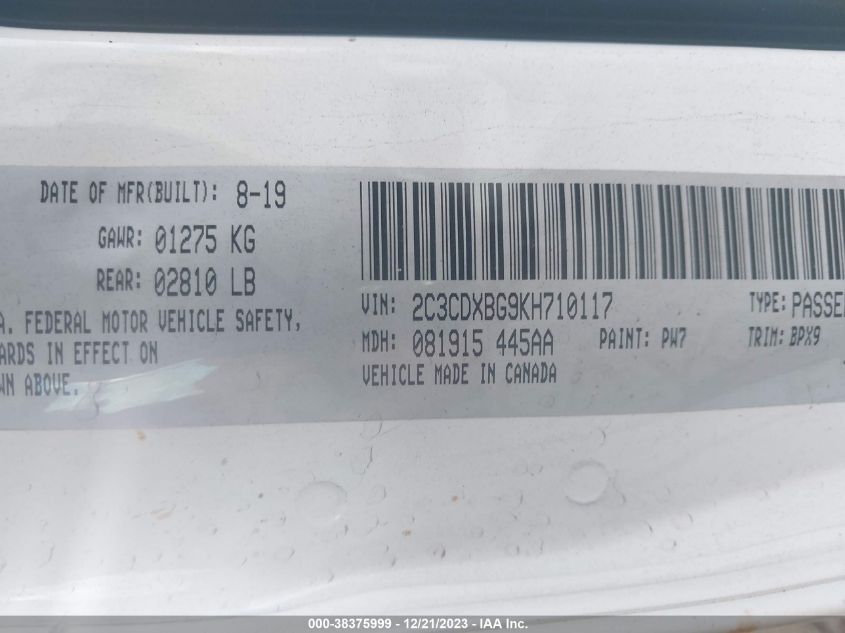 DATE OF MFR(BUILT): 8-19
GAWR: 01275 KG
REAR: 02810 LB
A. FEDERAL MOTOR VEHICLE SAFETY,
ARDS IN EFFECT ON
WN ABOVE.
VIN: 2C3CDXBG9KH710117
TYPE: PASSE
MDH: 081915 445AA
PAINT: PW7
TRIM: BPX9
VEHICLE MADE IN CANADA
000-38375999 - 12/21/2023 - IAA Inc.